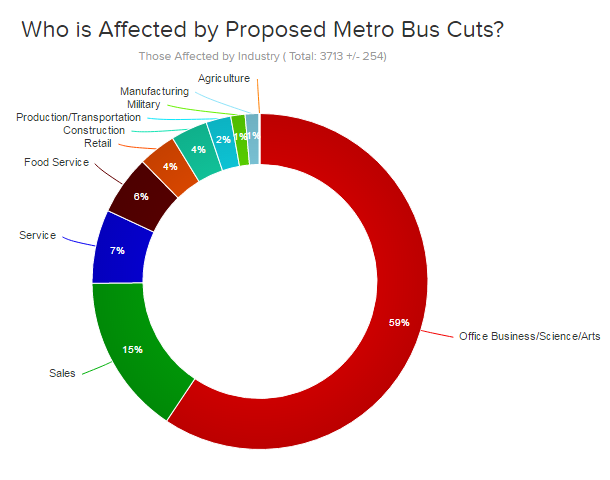 Who is Affected by Proposed Metro Bus Cuts?
Those Affected by Industry ( Total: 3713 +/- 254)
Agriculture
Manufacturing
Military
Production/Transportation
Construction
Retail
Food Service
Service
Sales
Office Business/Science/Arts
1%
1%
2%
4%
4%
6%
7%
15%
59%